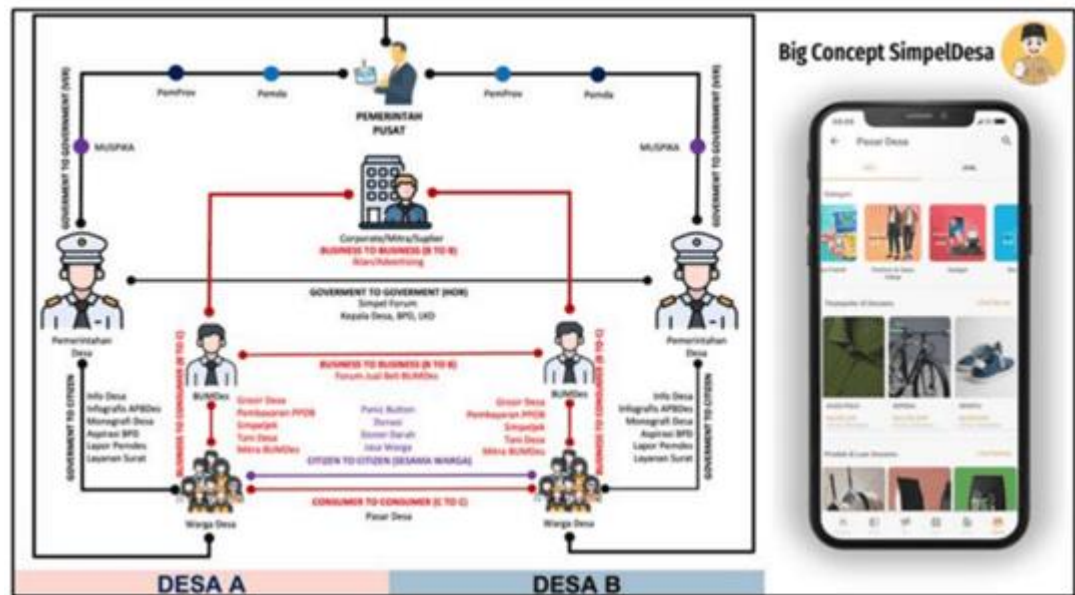 Big Concept SimpelDesa
PemProv
Pemda
PEMERINTAH
PUSAT
PemProv
Pemda
GOVERMENT TO GOVERMENT (VER)
MUSPIKA
MUSPIKA
GOVERMENT TO GOVERMENT (VER)
Corporate/Mitra/Suplier
BUSINESS TO BUSINESS (B TO B)
Iklan/Advertising
GOVERMENT TO GOVERMENT (HOR)
Simpel Forum
Kepala Desa, BPD, LKD
Pemerintahan
Desa
Pemerintahan
Desa
BUMDes
BUSINESS TO BUSINESS (B TO B)
Forum Jual Beli BUMDes
BUMDes
GOVERMENT TO CITIZEN
Info Desa
Infografis APBDes
Monografi Desa
Aspirasi BPD
Lapor Pemdes
Layanan Surat
BUSINESS TO CONSUMER (B TO C)
Grosir Desa
Pembayaran PPOB
Simpeljek
Tani Desa
Mitra BUMDes
Panic Button
Donasi
Donor Darah
Jasa Warga
CITIZEN TO CITIZEN (SESAMA WARGA)
Grosir Desa
Pembayaran PPOB
Simpeljek
Tani Desa
Mitra BUMDes
BUSINESS TO CONSUMER (B TO C)
Info Desa
Infografis APBDes
Monografi Desa
Aspirasi BPD
Lapor Pemdes
Layanan Surat
GOVERMENT TO CITIZEN
Warga Desa
CONSUMER TO CONSUMER (C TO C)
Pasar Desa
Warga Desa
DESA A
DESA B
Pasar Desa